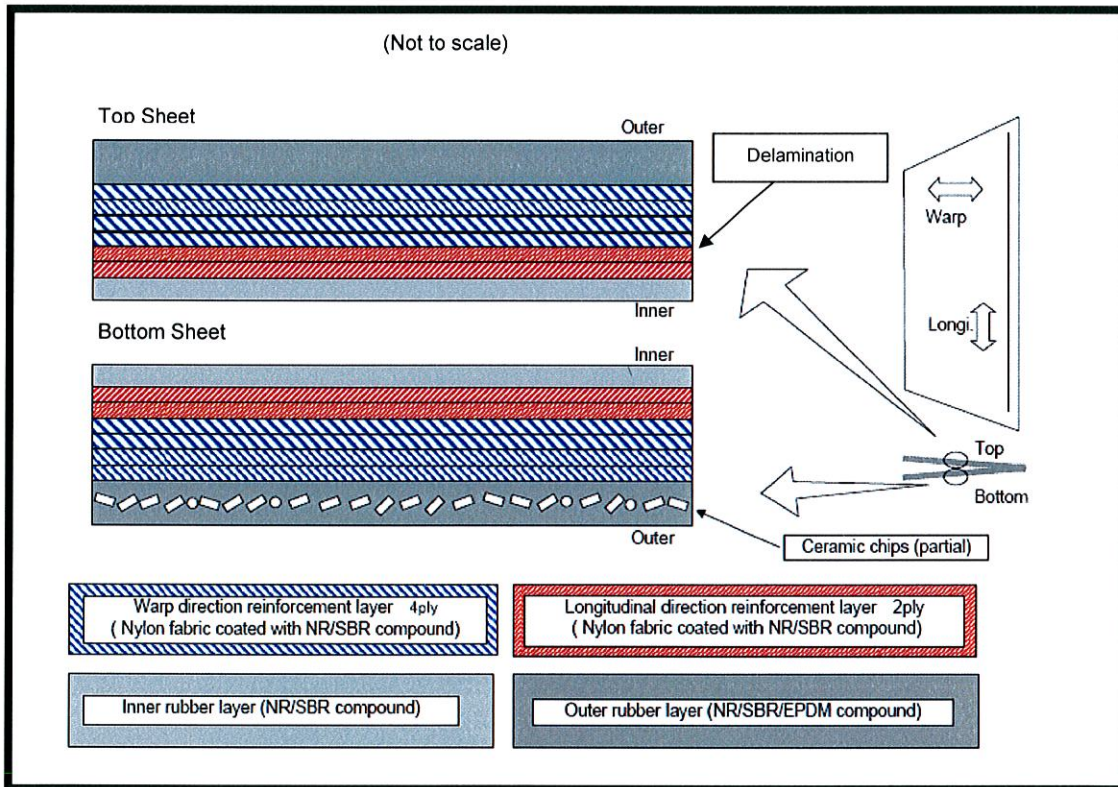 (Not to scale)
Top Sheet
Outer
Delamination
Warp
Inner
Longi.
Bottom Sheet
Inner
Top
Bottom
Outer
Ceramic chips (partial)
Warp direction reinforcement layer 4ply
( Nylon fabric coated with NR/SBR compound)
Longitudinal direction reinforcement layer 2ply
( Nylon fabric coated with NR/SBR compound)
Inner rubber layer (NR/SBR compound)
Outer rubber layer (NR/SBR/EPDM compound)